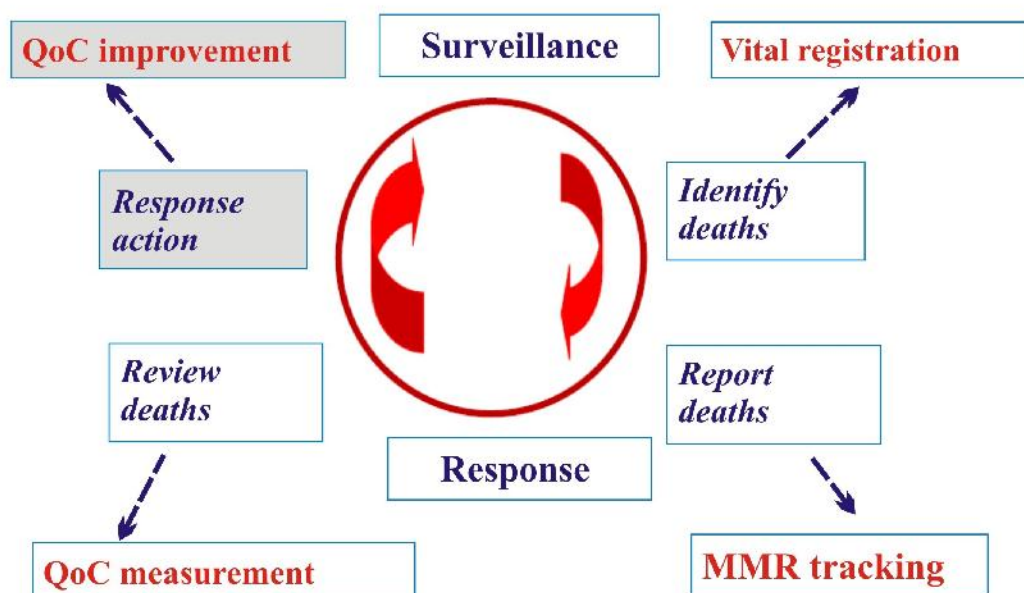 QoC improvement
Surveillance
Vital registration
Response
action
Identify
deaths
Review
deaths
Report
deaths
Response
QoC measurement
MMR tracking